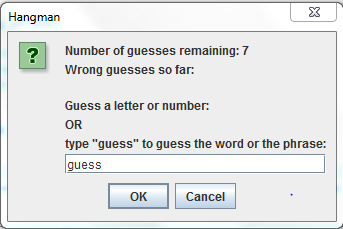 Hangman
Number of guesses remaining: 7
Wrong guesses so far:
Guess a letter or number:
OR
type "guess" to guess the word or the phrase:
guess
OK Cancel